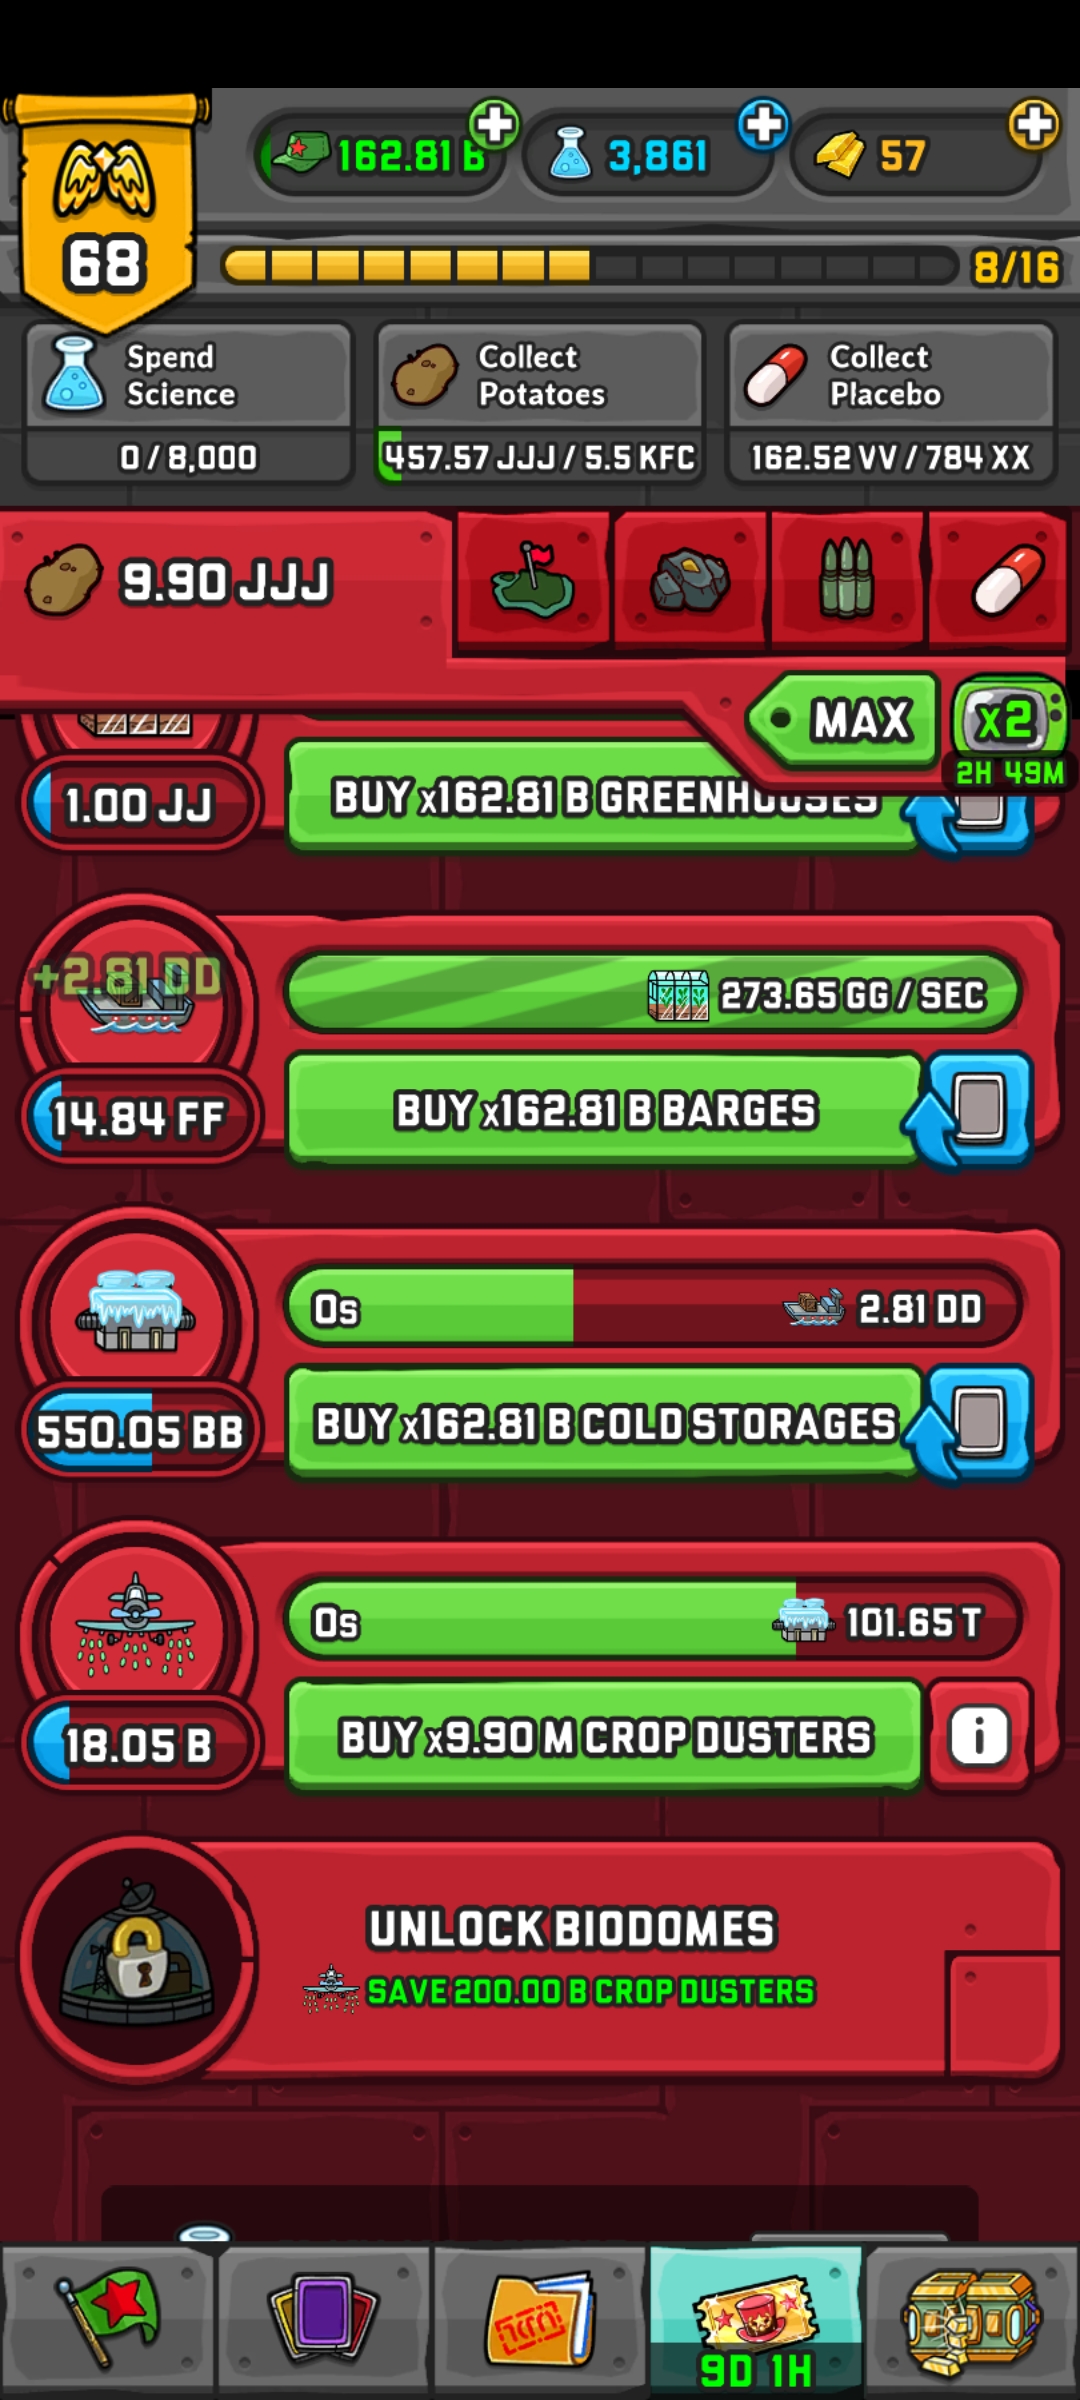 162.81 B
3,861
57
68
8/16
Spend
Science
0 / 8,000
Collect
Potatoes
457.57 JJJ / 5.5 KFC
Collect
Placebo
162.52 VV / 784 XX
9.90 JJJ
MAX
x2
2H 49M
1.00 JJ
BUY x162.81 B GREENHOUSES
+2.81 DD
273.65 GG / SEC
14.84 FF
BUY x162.81 B BARGES
0s
2.81 DD
550.05 BB
BUY x162.81 B COLD STORAGES
0s
101.65 T
18.05 B
BUY x9.90 M CROP DUSTERS
i
UNLOCK BIODOMES
SAVE 200.00 B CROP DUSTERS
9D 1H